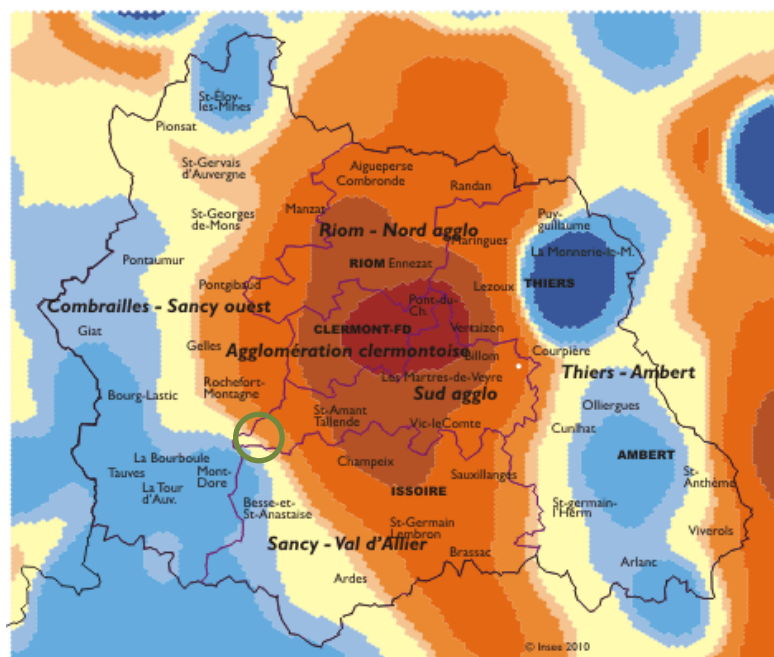 St-Éloy-
les-Mines
Pionsat
St-Gervais
d'Auvergne
Aigueperse
Combronde
Randan
Manzat
St-Georges
de-Mons
Puy-
guillaume
Riom - Nord agglo
Maringues
La Monnerie-le-M.
Pontaumur
RIOM
Ennezat
Pontgibaud
Lezoux
THIERS
Combrailles - Sancy ouest
Pont-du-
Ch.
Giat
CLERMONT-FD
Vertaizon
Gelles
Agglomération clermontoise
Billom
Courpière
Thiers - Ambert
Les Martres-de-Veyre
Rochefort-
Montagne
Sud agglo
Bourg-Lastic
Olliergues
St-Amant
Tallende
Vic-leComte
Cunlhat
La Bourboule
Champeix
AMBERT
Tauves
Mont-
Dore
Sauxillanges
St-
Anthème
La Tour
d'Auv.
ISSOIRE
Besse-et-
St-Anastaise
St-germain-
l'Herm
St-Germain
Lembron
Viverols
Sancy - Val d'Allier
Brassac
Arlanc
Ardes
© Insee 2010